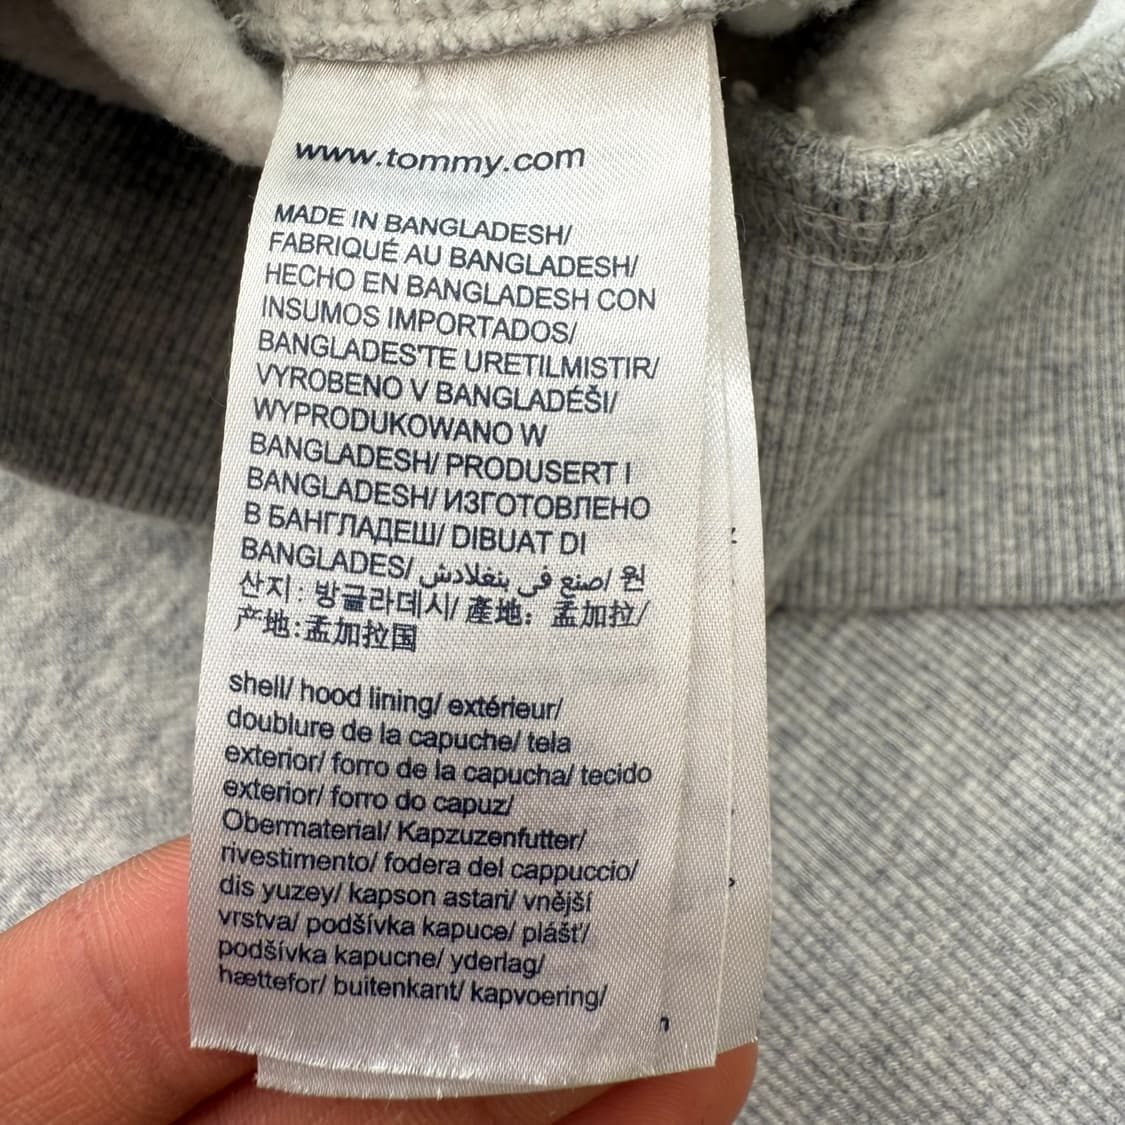 www.tommy.com
MADE IN BANGLADESH/
FABRIQUÉ AU BANGLADESH/
HECHO EN BANGLADESH CON
INSUMOS IMPORTADOS/
BANGLADES'TE URETILMISTIR/
VYROBENO V BANGLADÉŠI/
WYPRODUKOWANO W
BANGLADESH/ PRODUSERT I
BANGLADESH/ ИЗГОТОВЛЕНО
В БАНГЛАДЕШ/ DIBUAT DI
BANGLADES/ صنع في بنغلادش/ 원
산지 : 방글라데시/ 產地: 孟加拉/
产地:孟加拉国
shell/ hood lining/ extérieur/
doublure de la capuche/ tela
exterior/ forro de la capucha/ tecido
exterior/ forro do capuz/
Obermaterial/ Kapzuzenfutter/
rivestimento/ fodera del cappuccio/
dis yuzey/ kapson astari/ vnější
vrstva/ podšívka kapuce/ plášť/
podšívka kapucne/ yderlag/
hættefor/ buitenkant/ kapvoering/